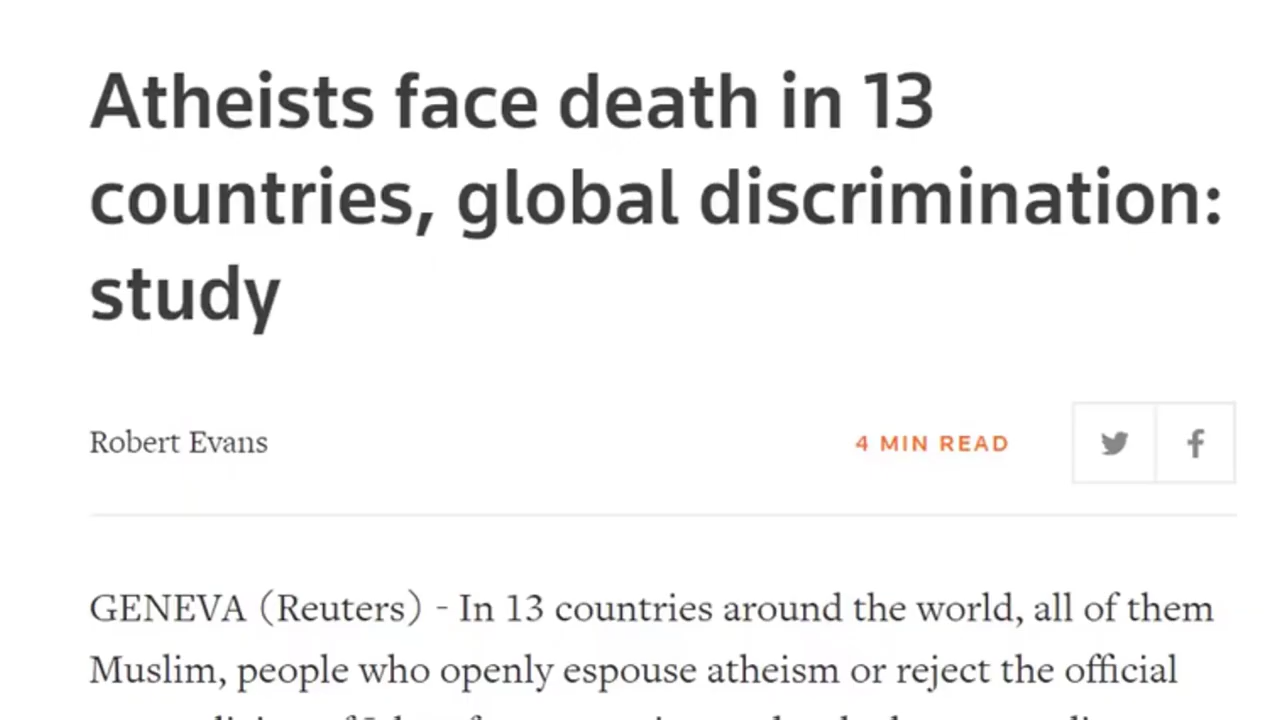 Atheists face death in 13
countries, global discrimination:
study
Robert Evans
4 MIN READ
GENEVA (Reuters) - In 13 countries around the world, all of them
Muslim, people who openly espouse atheism or reject the official